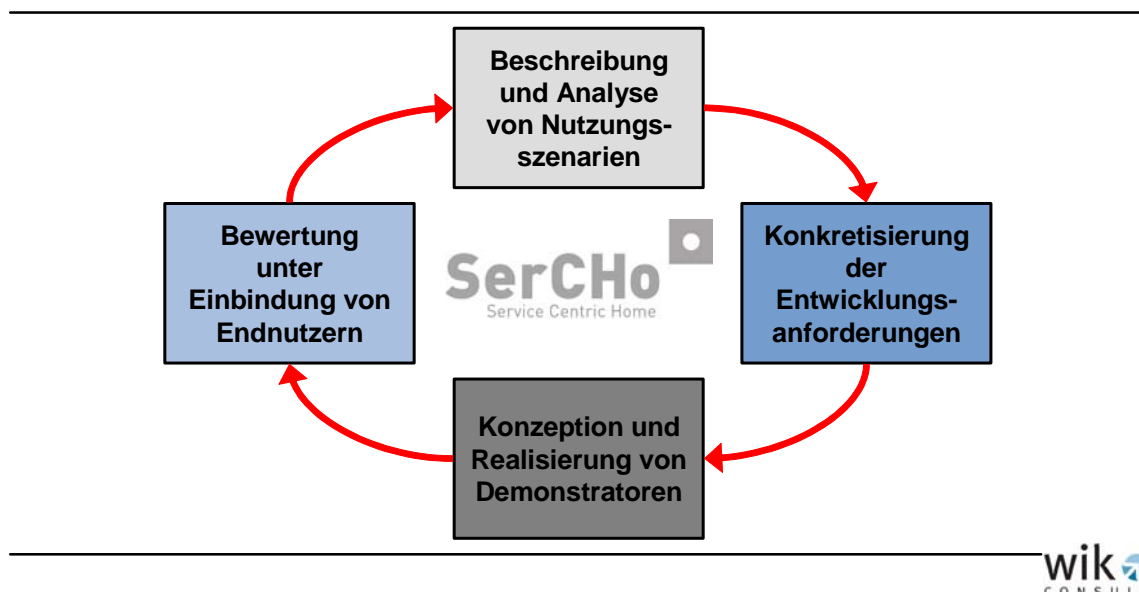 Beschreibung
und Analyse
von Nutzungs-
szenarien
Bewertung
unter
Einbindung von
Endnutzern
SerCHo
Service Centric Home
Konkretisierung
der
Entwicklungs-
anforderungen
Konzeption und
Realisierung von
Demonstratoren
wik